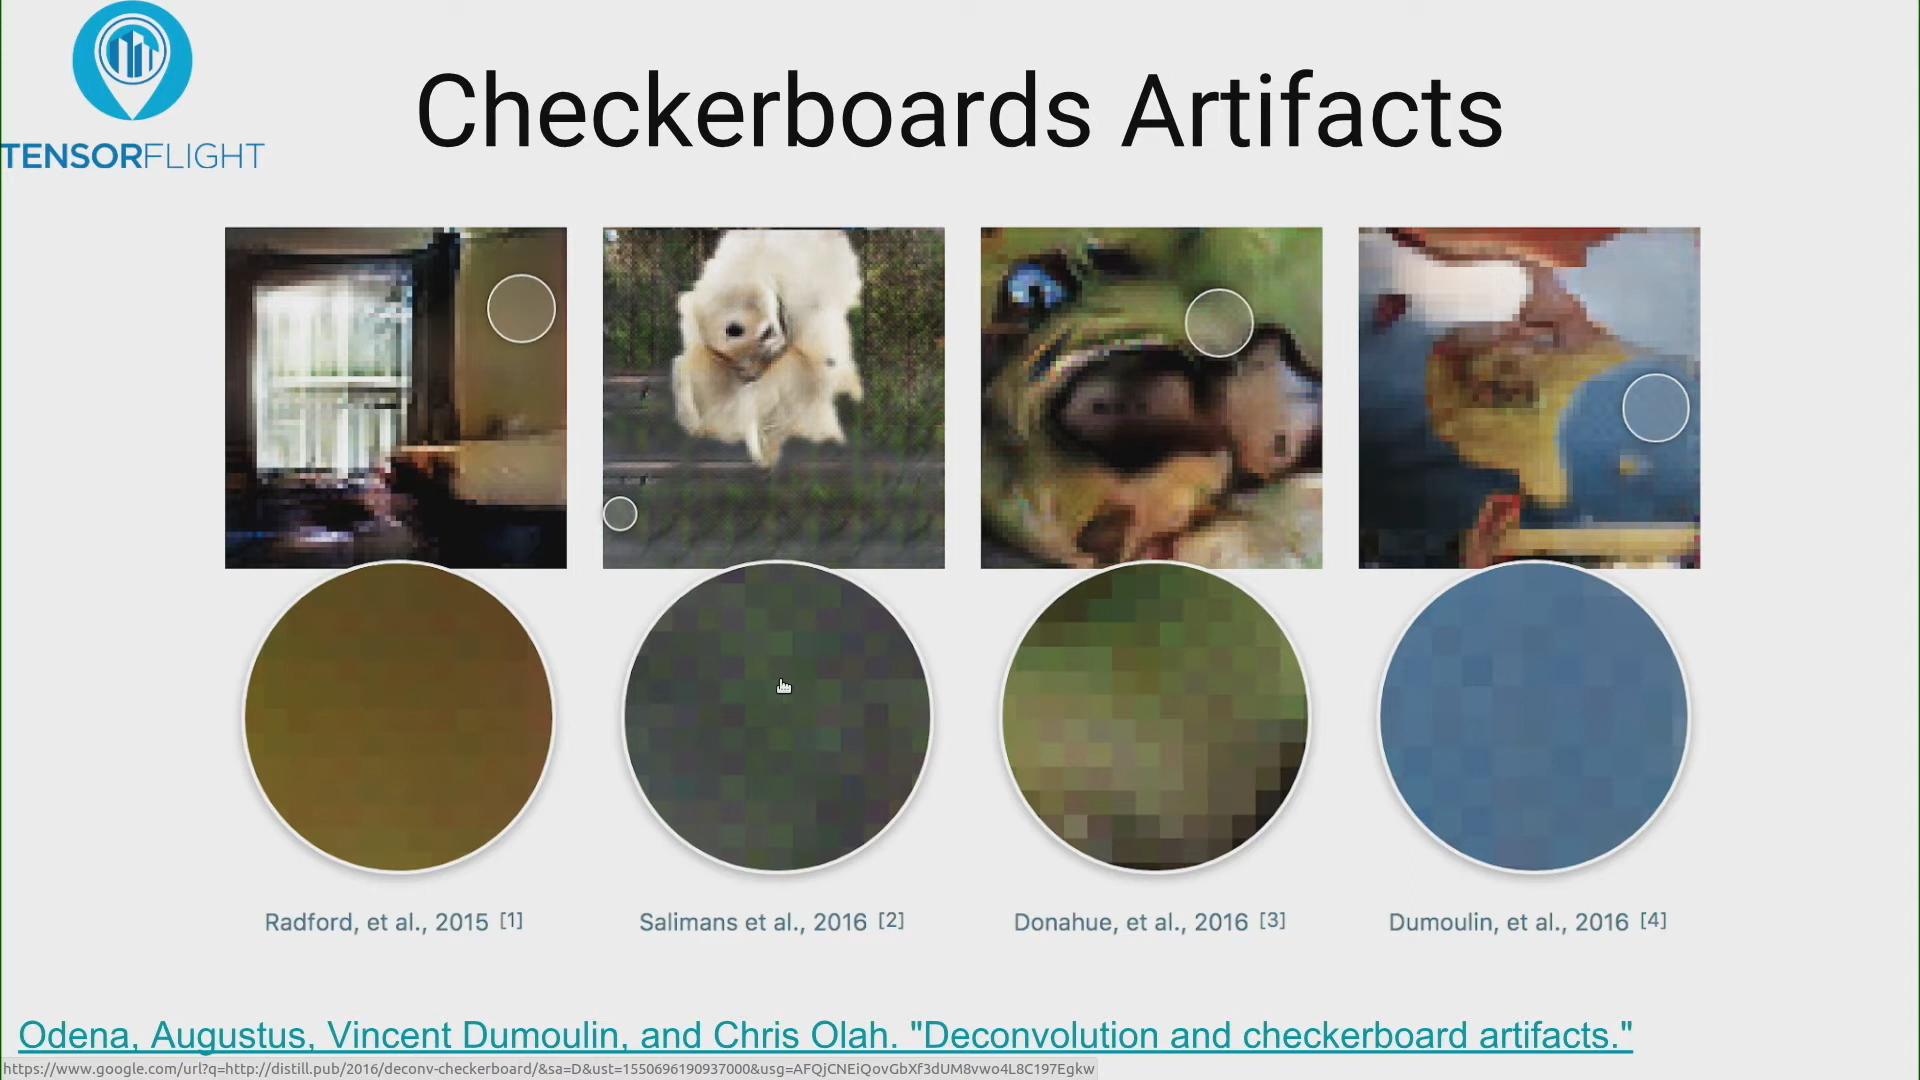 TENSORFLIGHT
Checkerboards Artifacts
Radford, et al., 2015 [1]
Salimans et al., 2016 [2]
Donahue, et al., 2016 [3]
Dumoulin, et al., 2016 [4]
Odena, Augustus, Vincent Dumoulin, and Chris Olah. "Deconvolution and checkerboard artifacts."
https://www.google.com/url?q=http://distill.pub/2016/deconv-checkerboard/&sa=D&ust=1550696190937000&usg=AFQjCNEiQovGbXf3dUM8vwo4L8C197Egkw